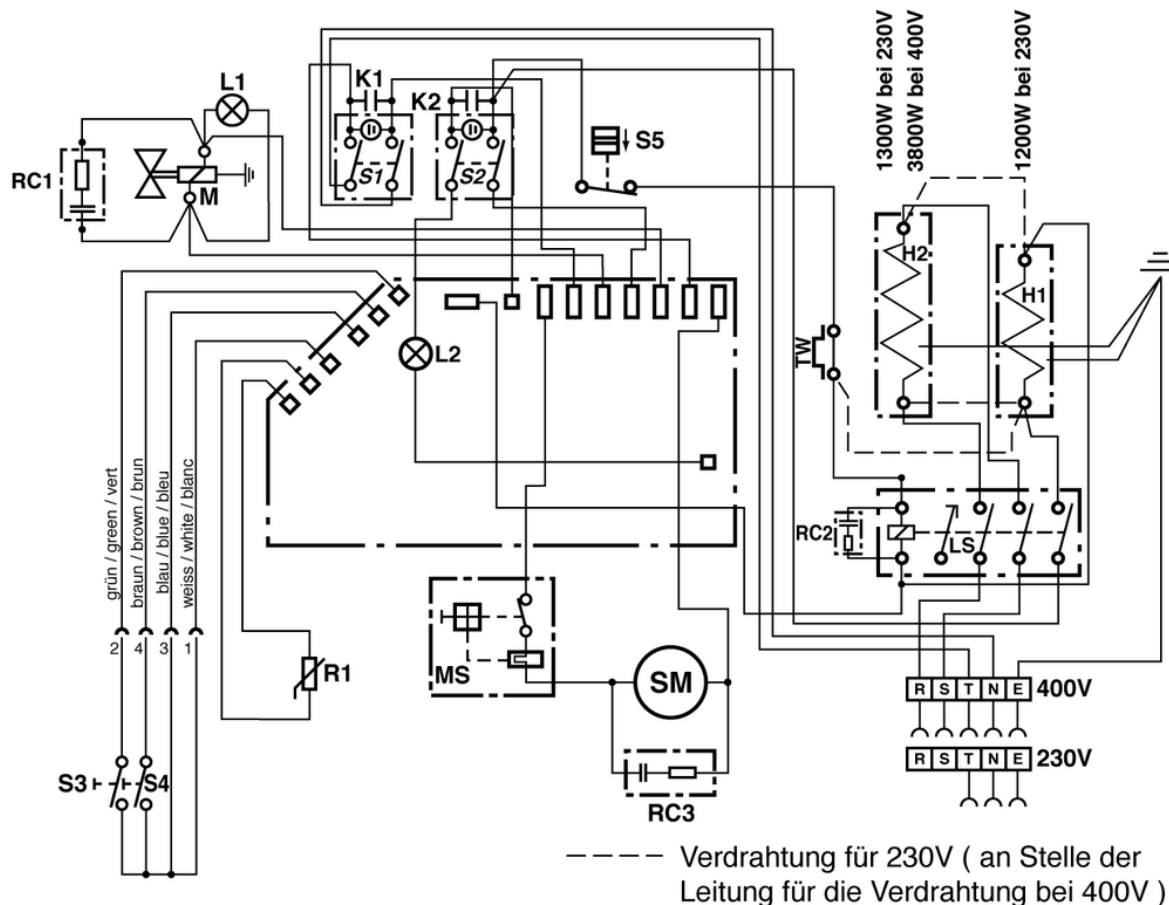 1300W bei 230V
3800W bei 400V
1200W bei 230V
L1
K1
K2
S5
RC1
M
S1
S2
H2
H1
L2
TW
grün / green / vert
braun / brown / brun
blau / blue / bleu
weiss / white / blanc
RC2
LS
2 4 3 1
R1
MS
SM
R S T N E 400V
R S T N E 230V
S3
S4
RC3
Verdrahtung für 230V ( an Stelle der
Leitung für die Verdrahtung bei 400V )